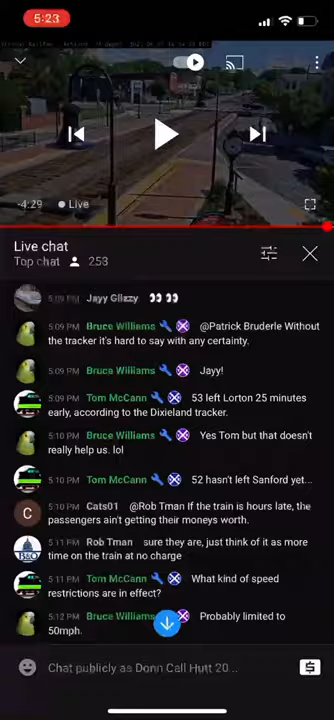 5:23
-4:29 Live
Live chat
Top chat 253
5:09 PM Jayy Glizzy 👀 👀
5:09 PM Bruce Williams @Patrick Bruderle Without
the tracker it's hard to say with any certainty.
5:09 PM Bruce Williams Jayy!
5:09 PM Tom McCann 53 left Lorton 25 minutes
early, according to the Dixieland tracker.
5:10 PM Bruce Williams Yes Tom but that doesn't
really help us. lol
5:10 PM Tom McCann 52 hasn't left Sanford yet...
5:10 PM Cats01 @Rob Tman If the train is hours late, the
passengers ain't getting their moneys worth.
5:11 PM Rob Tman sure they are, just think of it as more
time on the train at no charge
5:11 PM Tom McCann What kind of speed
restrictions are in effect?
5:12 PM Bruce Williams Probably limited to
50mph.
Chat publicly as Donn Call Hutt 20...